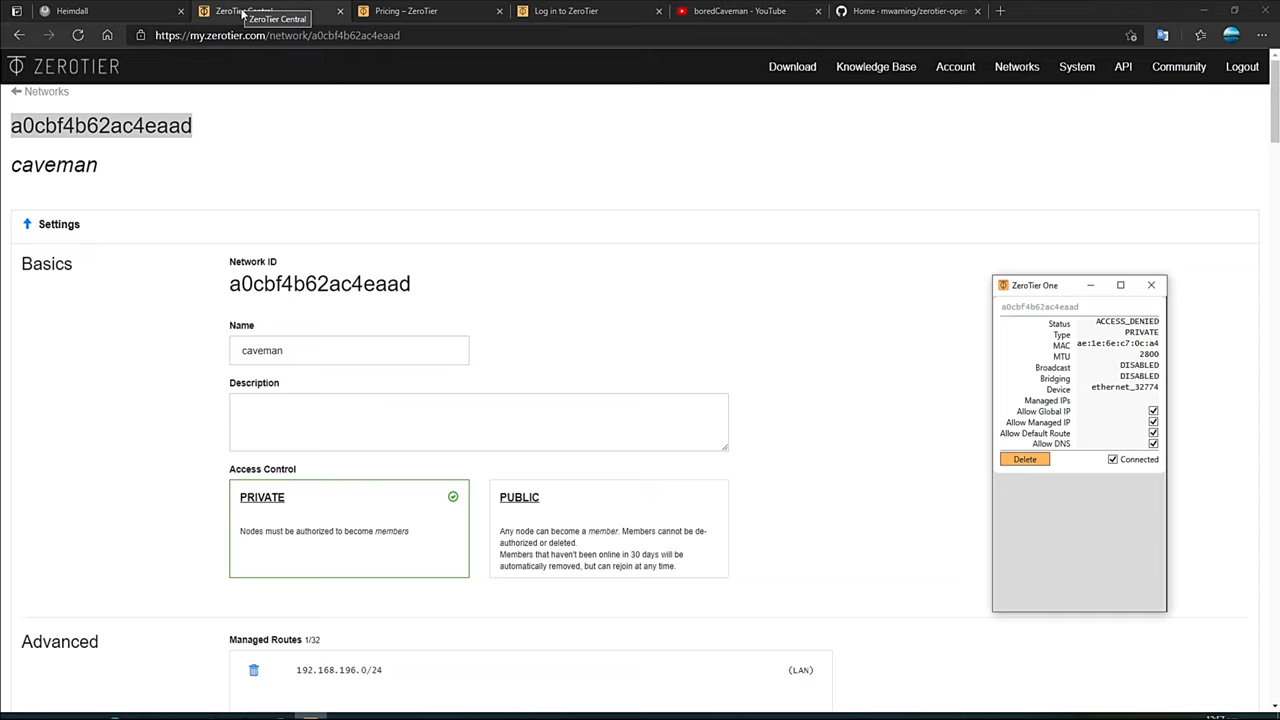 Heimdall
ZeroTier Central
Pricing – ZeroTier
Log in to ZeroTier
boredCaveman - YouTube
Home · mwarning/zerotier-open
ZeroTier Central
https://my.zerotier.com/network/a0cbf4b62ac4eaad
ZEROTIER
Download
Knowledge Base
Account
Networks
System
API
Community
Logout
Networks
a0cbf4b62ac4eaad
caveman
Settings
Basics
Network ID
a0cbf4b62ac4eaad
Name
caveman
Description
Access Control
PRIVATE
Nodes must be authorized to become members
PUBLIC
Any node can become a member. Members cannot be de-
authorized or deleted.
Members that haven't been online in 30 days will be
automatically removed, but can rejoin at any time.
Advanced
Managed Routes 1/32
192.168.196.0/24
(LAN)
ZeroTier One
a0cbf4b62ac4eaad
Status ACCESS_DENIED
Type PRIVATE
MAC ae:1e:6e:c7:0c:a4
MTU 2800
Broadcast DISABLED
Bridging DISABLED
Device ethernet_32774
Managed IPs
Allow Global IP
Allow Managed IP
Allow Default Route
Allow DNS
Delete
Connected